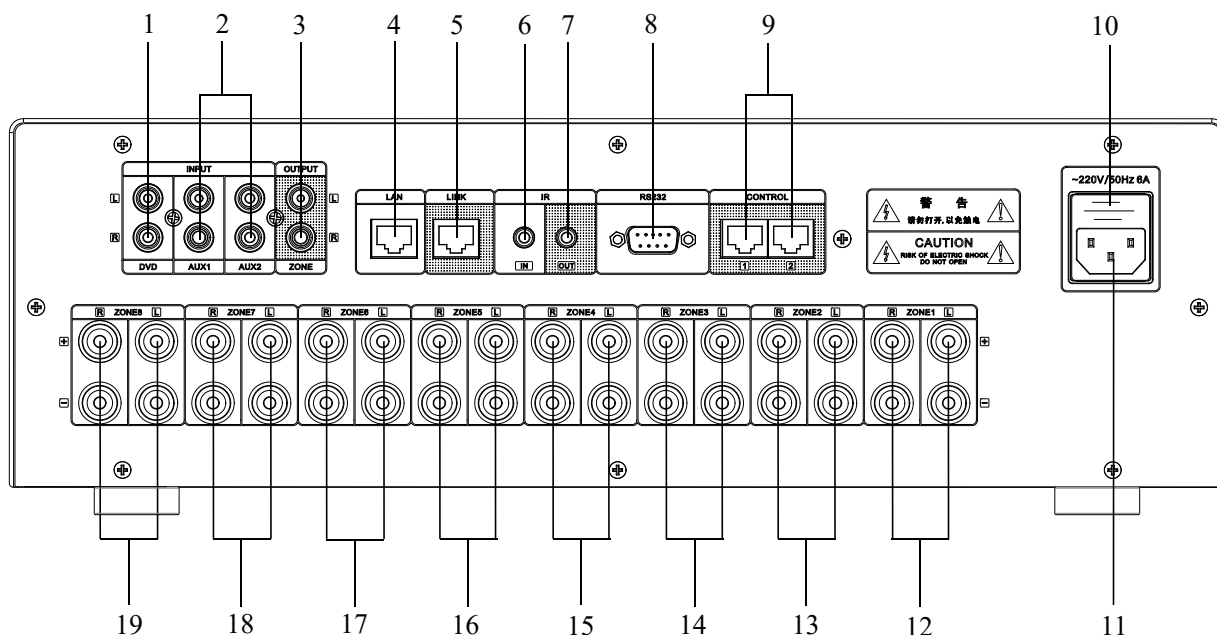 1 2 3 4 5 6 7 8 9 10
INPUT OUTPUT
L L
R R
DVD AUX1 AUX2 ZONE
LAN LINK IR RS232 CONTROL
IN OUT 1 2
警 告
请勿打开,以免触电
CAUTION
RISK OF ELECTRIC SHOCK
DO NOT OPEN
~220V/50Hz 6A
R ZONE8 L R ZONE7 L R ZONE6 L R ZONE5 L R ZONE4 L R ZONE3 L R ZONE2 L R ZONE1 L
+ +
− −
19 18 17 16 15 14 13 12 11